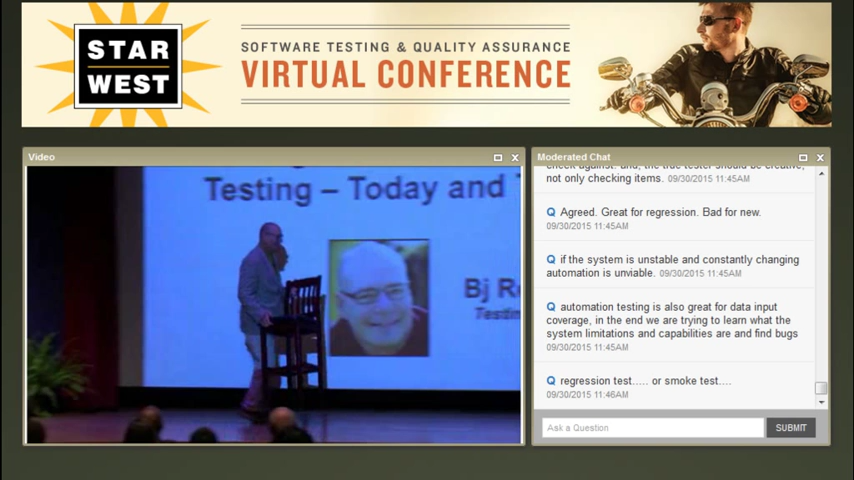 STAR
WEST
SOFTWARE TESTING & QUALITY ASSURANCE
VIRTUAL CONFERENCE
Video
Testing – Today and
Bj
Moderated Chat
not only checking items. 09/30/2015 11:45AM
Q Agreed. Great for regression. Bad for new.
09/30/2015 11:45AM
Q if the system is unstable and constantly changing
automation is unviable. 09/30/2015 11:45AM
Q automation testing is also great for data input
coverage, in the end we are trying to learn what the
system limitations and capabilities are and find bugs
09/30/2015 11:45AM
Q regression test..... or smoke test....
09/30/2015 11:46AM
Ask a Question
SUBMIT